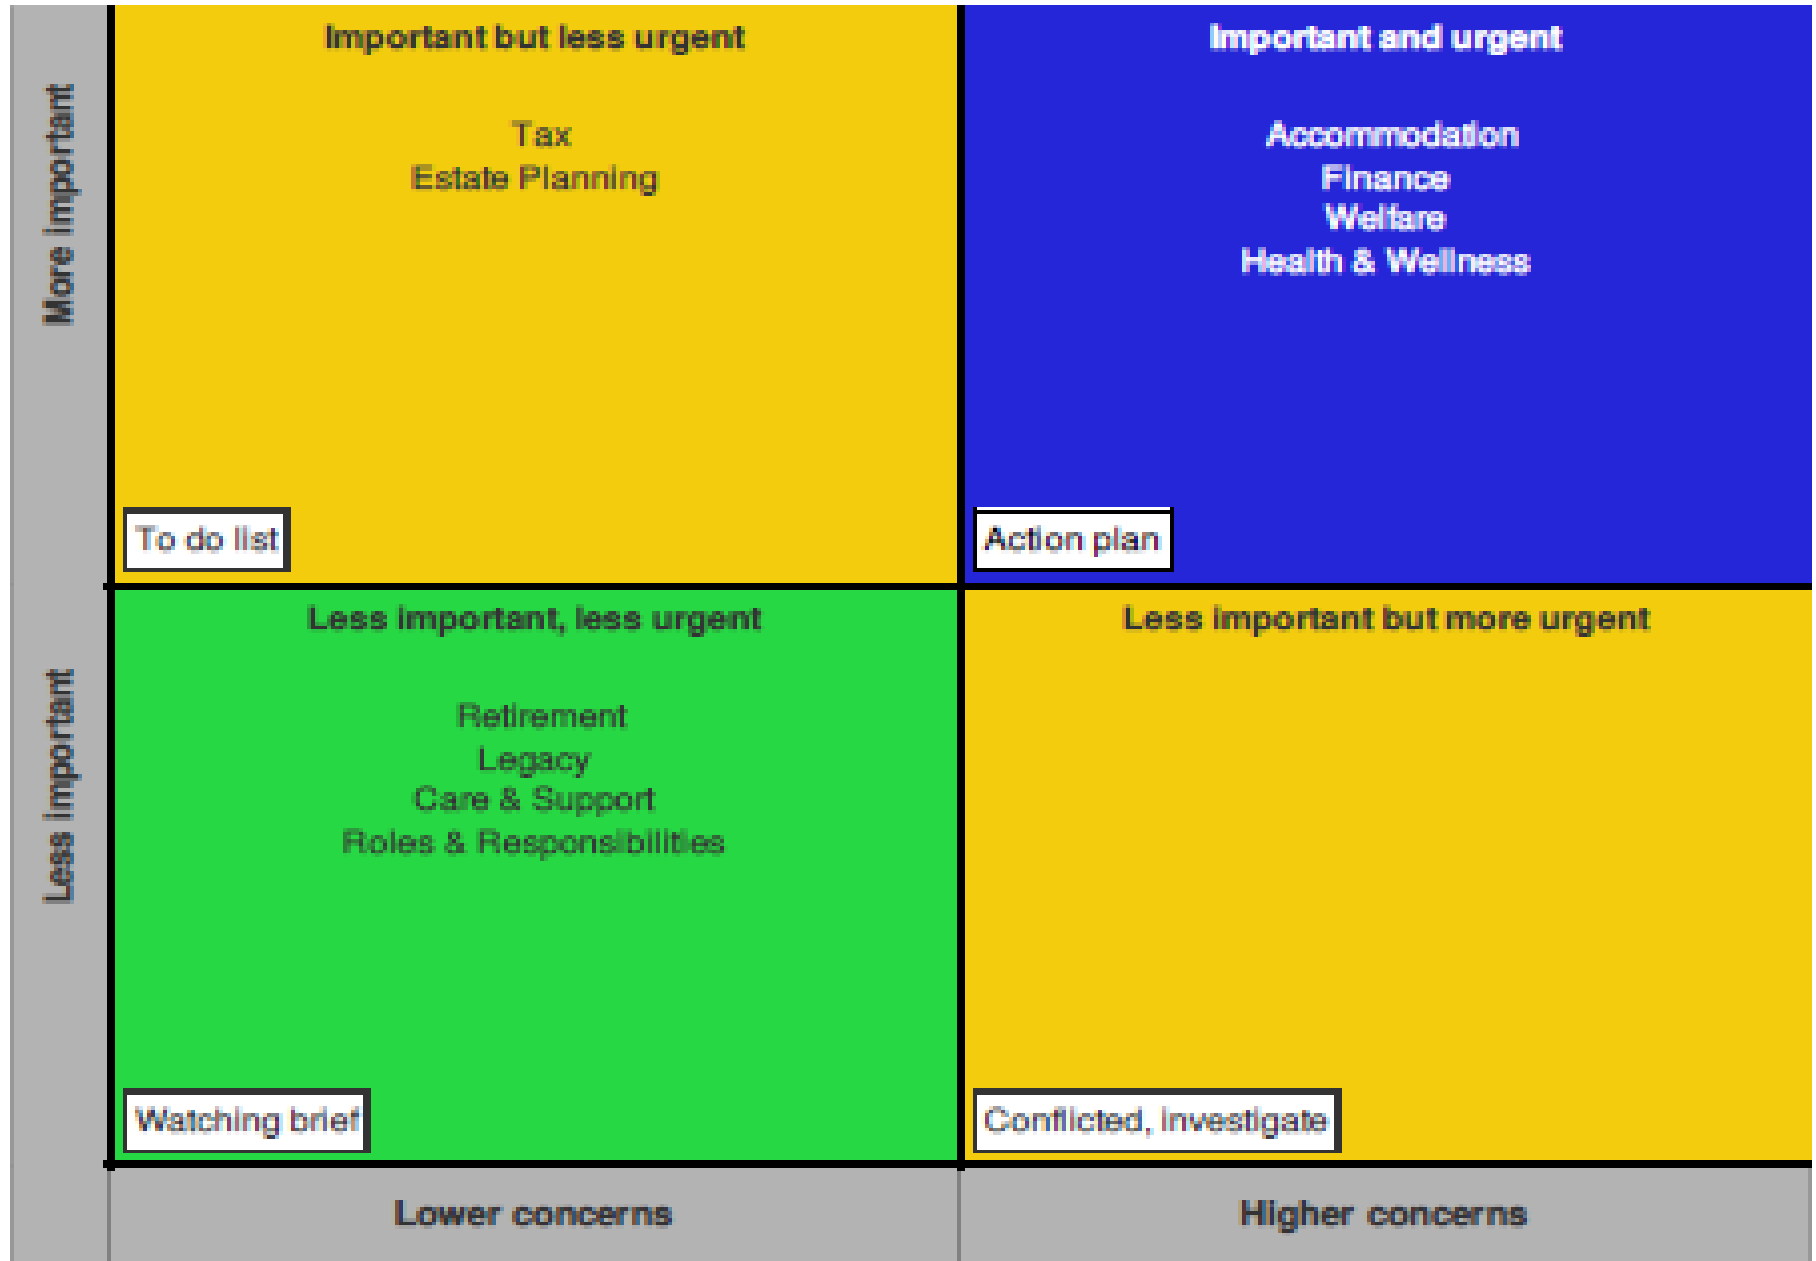 More important
Important but less urgent
Tax
Estate Planning
To do list
Important and urgent
Accommodation
Finance
Welfare
Health & Wellness
Action plan
Less important
Less important, less urgent
Retirement
Legacy
Care & Support
Roles & Responsibilities
Watching brief
Less important but more urgent
Conflicted, investigate
Lower concerns
Higher concerns